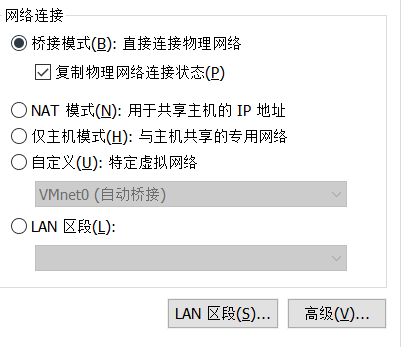 网络连接
桥接模式(B): 直接连接物理网络
复制物理网络连接状态(P)
NAT 模式(N): 用于共享主机的 IP 地址
仅主机模式(H): 与主机共享的专用网络
自定义(U): 特定虚拟网络
VMnet0 (自动桥接)
LAN 区段(L):
LAN 区段(S)... 高级(V)...